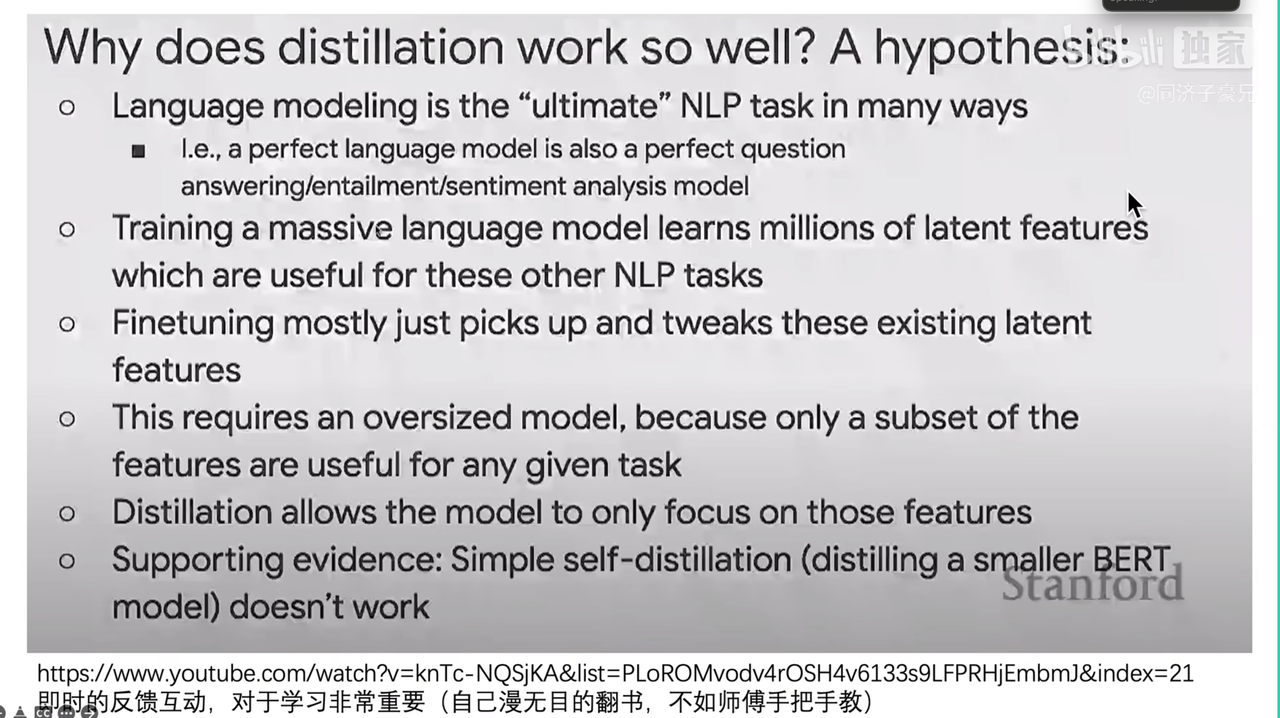 Why does distillation work so well? A hypothesis:
独家
@同济子豪兄
○ Language modeling is the “ultimate” NLP task in many ways
■ I.e., a perfect language model is also a perfect question
answering/entailment/sentiment analysis model
○ Training a massive language model learns millions of latent features
which are useful for these other NLP tasks
○ Finetuning mostly just picks up and tweaks these existing latent
features
○ This requires an oversized model, because only a subset of the
features are useful for any given task
○ Distillation allows the model to only focus on those features
○ Supporting evidence: Simple self-distillation (distilling a smaller BERT
model) doesn’t work
Stanford
https://www.youtube.com/watch?v=knTc-NQSjKA&list=PLoROMvodv4rOSH4v6133s9LFPRHjEmbmJ&index=21
即时的反馈互动，对于学习非常重要（自己漫无目的翻书，不如师傅手把手教）